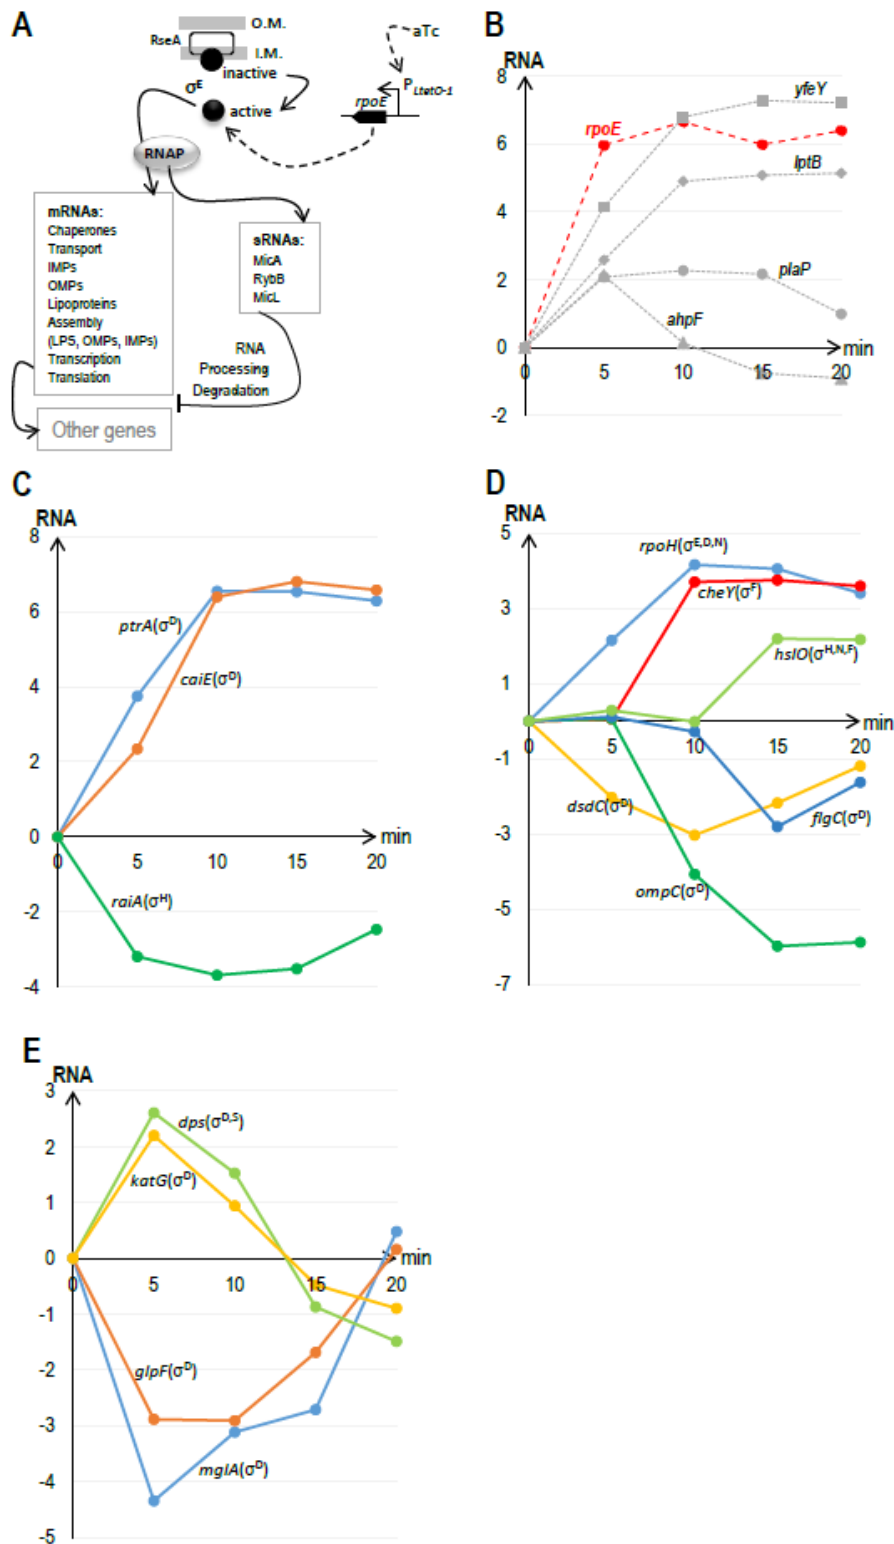 A
O.M.
RseA
I.M.
inactive
σE
active
aTc
PLtetO-1
rpoE
RNAP
mRNAs:
Chaperones
Transport
IMPs
OMPs
Lipoproteins
Assembly
(LPS, OMPs, IMPs)
Transcription
Translation
sRNAs:
MicA
RybB
MicL
RNA
Processing
Degradation
Other genes
B
RNA
8
6
4
2
0
-2
yfeY
rpoE
lptB
plaP
ahpF
min
0 5 10 15 20
C
RNA
8
6
4
2
0
-2
-4
ptrA(σD)
caiE(σD)
raiA(σH)
min
0 5 10 15 20
D
RNA
5
3
1
-1
-3
-5
-7
rpoH(σE,D,N)
cheY(σF)
hslO(σH,N,F)
min
0 5 10 15 20
dsdC(σD)
flgC(σD)
ompC(σD)
E
RNA
3
2
1
0
-1
-2
-3
-4
-5
dps(σD,S)
katG(σD)
min
0 5 10 15 20
glpF(σD)
mglA(σD)